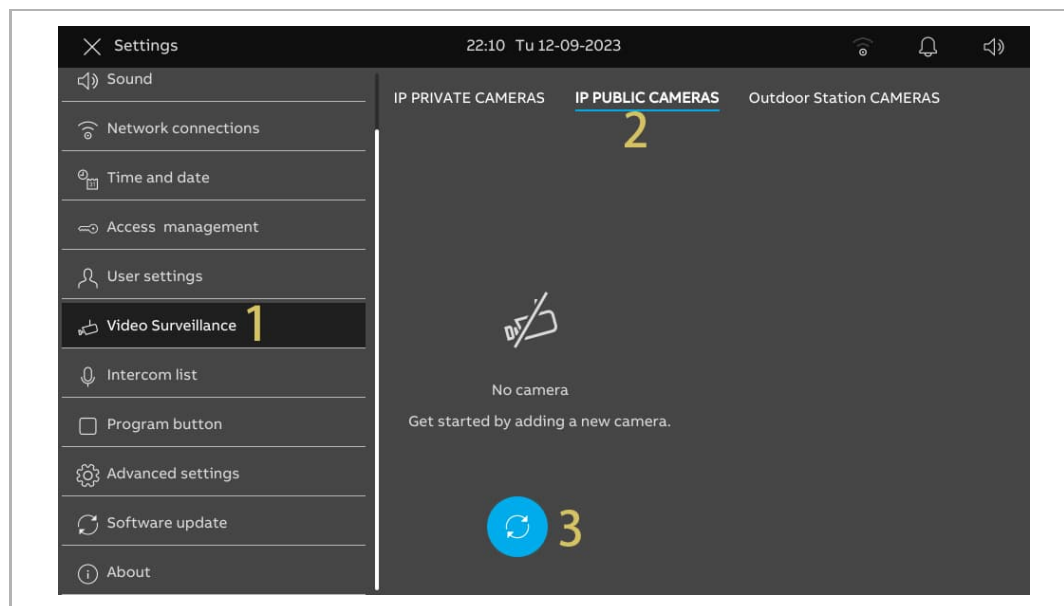 Settings
22:10 Tu 12-09-2023
Sound
Network connections
Time and date
Access management
User settings
Video Surveillance
1
Intercom list
Program button
Advanced settings
Software update
About
IP PRIVATE CAMERAS
IP PUBLIC CAMERAS
Outdoor Station CAMERAS
2
No camera
Get started by adding a new camera.
3